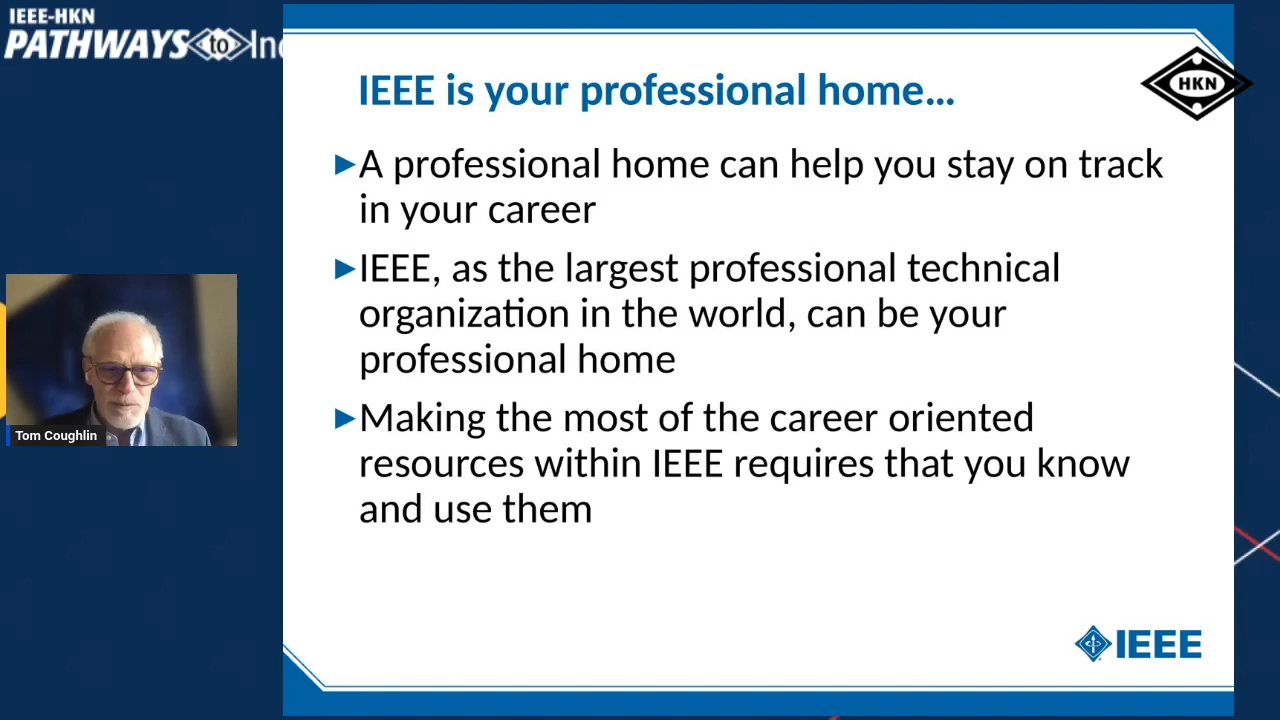 IEEE-HKN
PATHWAYS to Ind
IEEE is your professional home…
HKN
►A professional home can help you stay on track
in your career
►IEEE, as the largest professional technical
organization in the world, can be your
professional home
►Making the most of the career oriented
resources within IEEE requires that you know
and use them
Tom Coughlin
IEEE